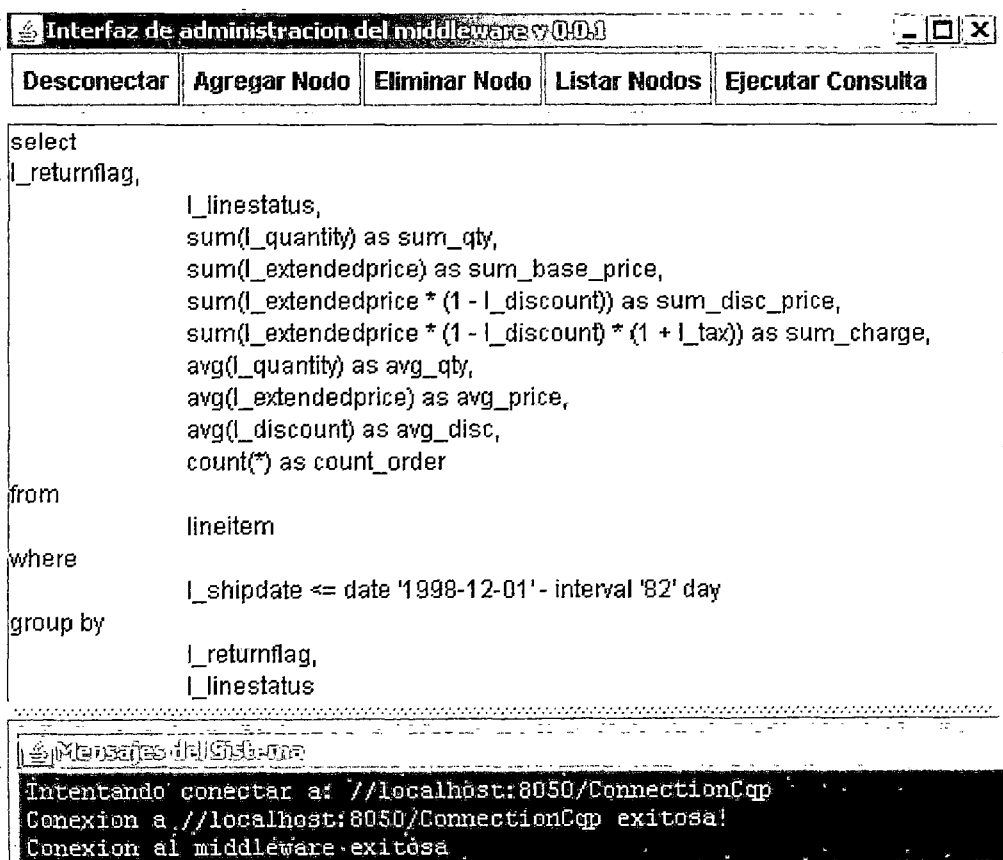 Interfaz de administracion del middleware v 0.0.1
Desconectar Agregar Nodo Eliminar Nodo Listar Nodos Ejecutar Consulta
select
l_returnflag,
l_linestatus,
sum(l_quantity) as sum_qty,
sum(l_extendedprice) as sum_base_price,
sum(l_extendedprice * (1 - l_discount)) as sum_disc_price,
sum(l_extendedprice * (1 - l_discount) * (1 + l_tax)) as sum_charge,
avg(l_quantity) as avg_qty,
avg(l_extendedprice) as avg_price,
avg(l_discount) as avg_disc,
count(*) as count_order
from
lineitem
where
l_shipdate <= date '1998-12-01' - interval '82' day
group by
l_returnflag,
l_linestatus
Mensajes del Sistema
Intentando conectar a: //localhost:8050/ConnectionCqp
Conexion a //localhost:8050/ConnectionCqp exitosa!
Conexion al middleware exitosa